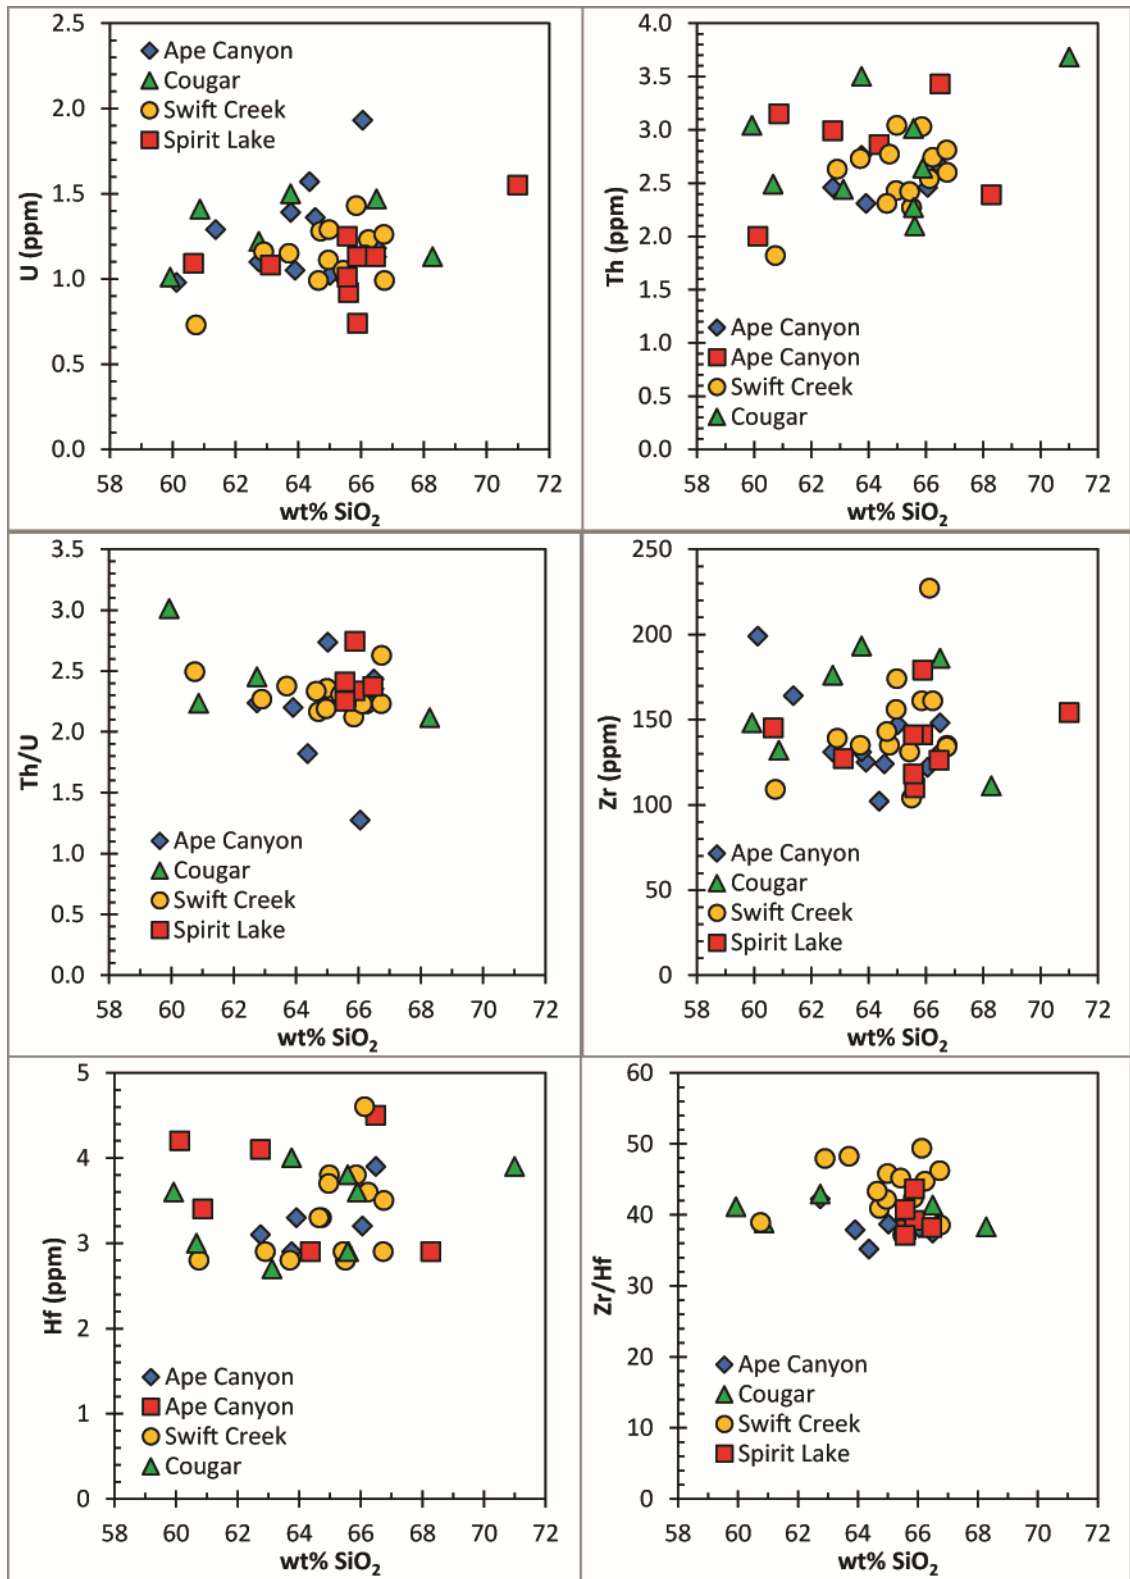 2.5
2.0
1.5
1.0
0.5
0.0
U (ppm)
Ape Canyon
Cougar
Swift Creek
Spirit Lake
58 60 62 64 66 68 70 72
wt% SiO₂
4.0
3.5
3.0
2.5
2.0
1.5
1.0
0.5
0.0
Th (ppm)
Ape Canyon
Ape Canyon
Swift Creek
Cougar
58 60 62 64 66 68 70 72
wt% SiO₂
3.5
3.0
2.5
2.0
1.5
1.0
0.5
0.0
Th/U
Ape Canyon
Cougar
Swift Creek
Spirit Lake
58 60 62 64 66 68 70 72
wt% SiO₂
250
200
150
100
50
0
Zr (ppm)
Ape Canyon
Cougar
Swift Creek
Spirit Lake
58 60 62 64 66 68 70 72
wt% SiO₂
5
4
3
2
1
0
Hf (ppm)
Ape Canyon
Ape Canyon
Swift Creek
Cougar
58 60 62 64 66 68 70 72
wt% SiO₂
60
50
40
30
20
10
0
Zr/Hf
Ape Canyon
Cougar
Swift Creek
Spirit Lake
58 60 62 64 66 68 70 72
wt% SiO₂